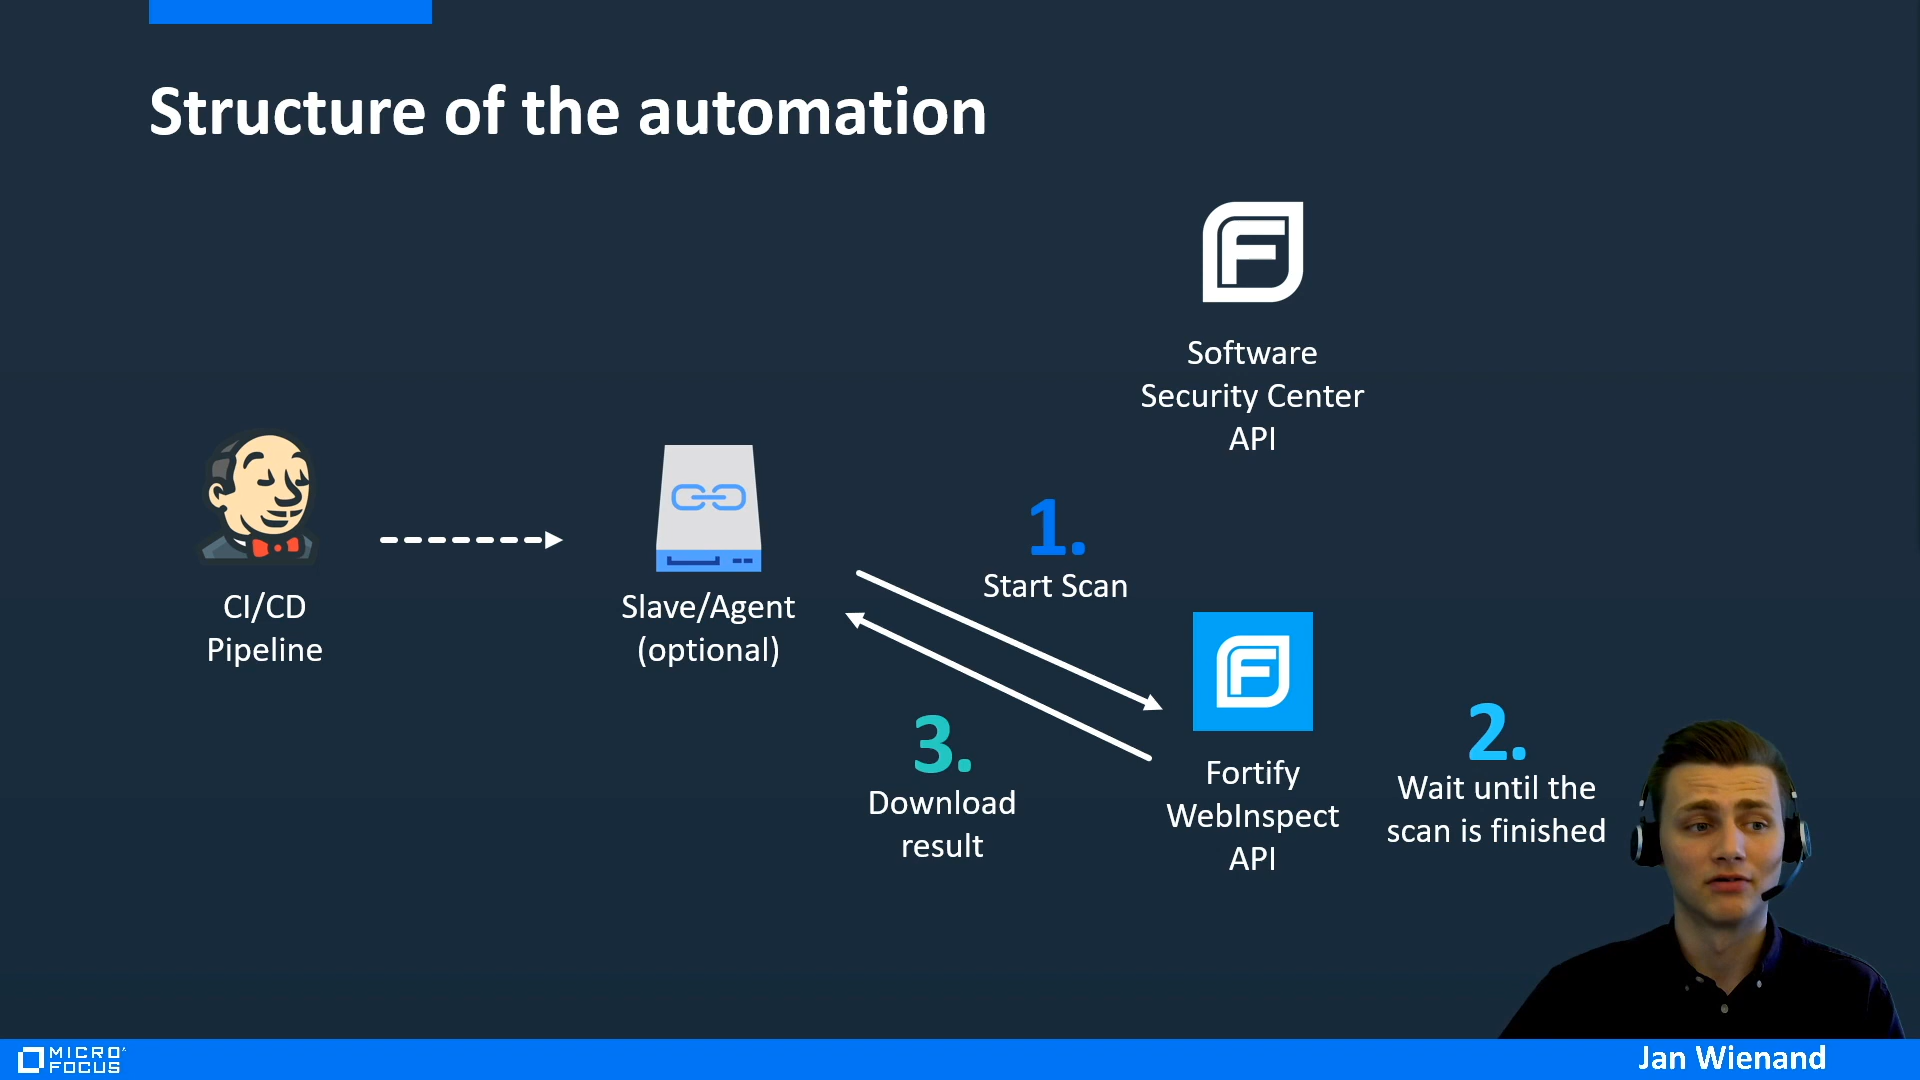 Structure of the automation
Software
Security Center
API
1.
Start Scan
CI/CD
Pipeline
Slave/Agent
(optional)
2.
Wait until the
scan is finished
3.
Download
result
Fortify
WebInspect
API
MICRO
FOCUS
Jan Wienand